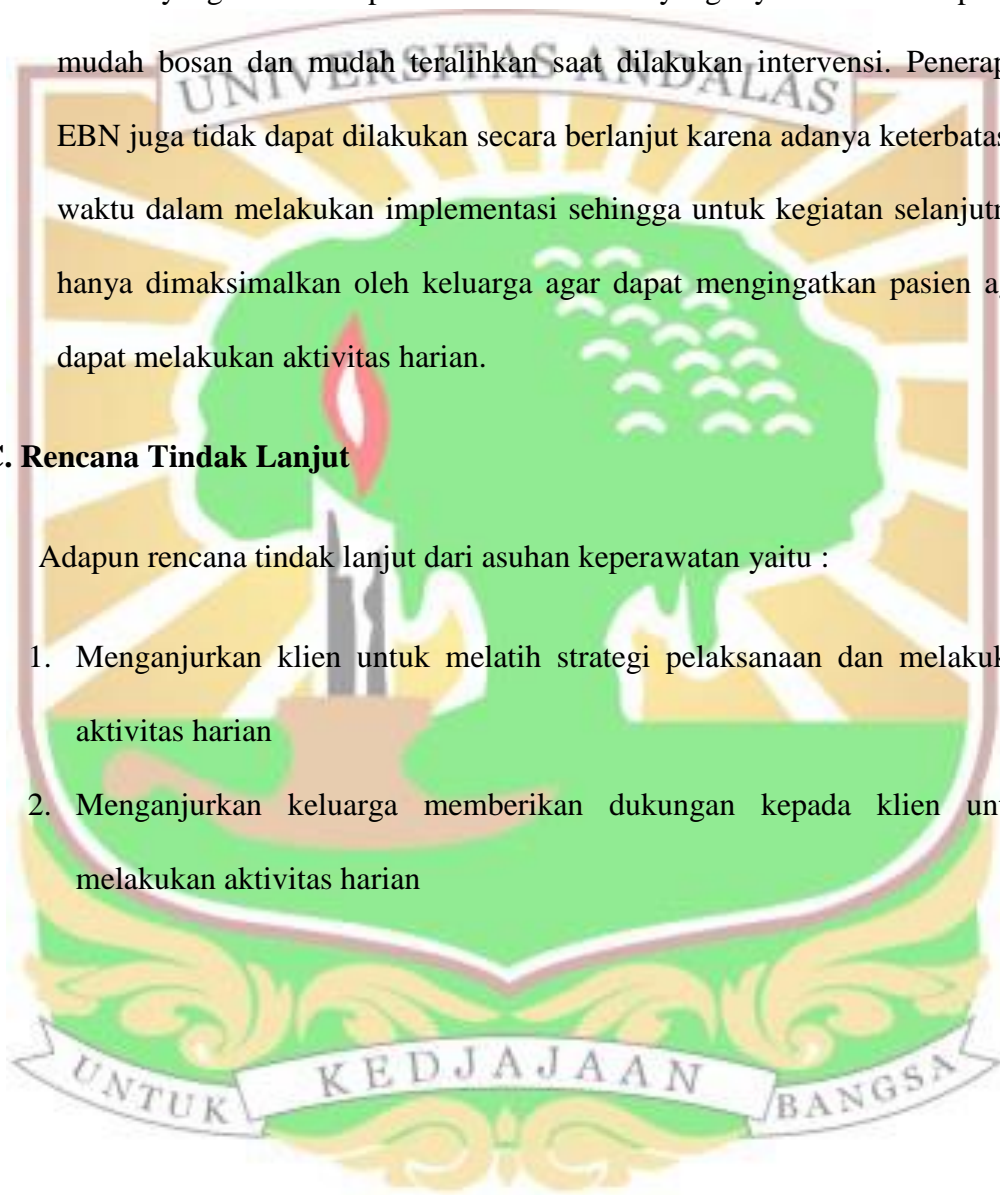 UNIVERSITAS ANDALAS
mudah bosan dan mudah teralihkan saat dilakukan intervensi. Penerap
EBN juga tidak dapat dilakukan secara berlanjut karena adanya keterbatas
waktu dalam melakukan implementasi sehingga untuk kegiatan selanjutn
hanya dimaksimalkan oleh keluarga agar dapat mengingatkan pasien ag
dapat melakukan aktivitas harian.
C. Rencana Tindak Lanjut
Adapun rencana tindak lanjut dari asuhan keperawatan yaitu :
1. Menganjurkan klien untuk melatih strategi pelaksanaan dan melakuk
aktivitas harian
2. Menganjurkan keluarga memberikan dukungan kepada klien unt
melakukan aktivitas harian
UNTUK KEDJAJAAN BANGSA